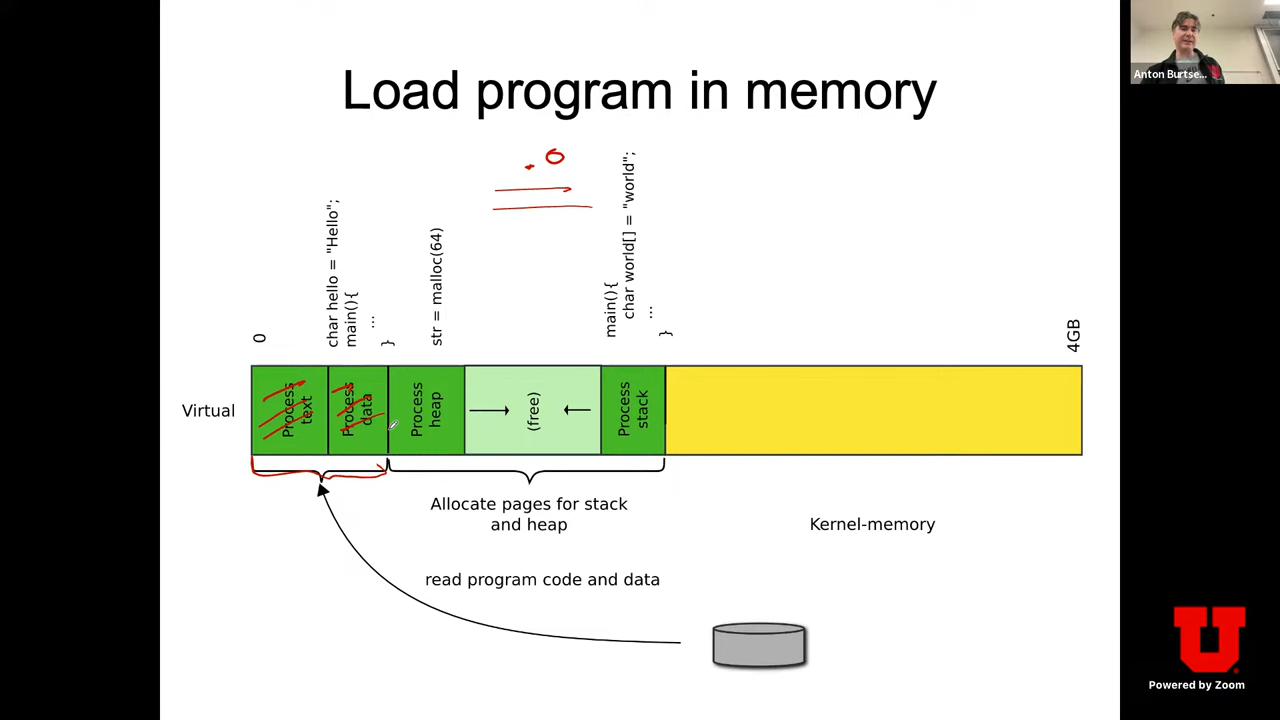 Load program in memory
Anton Burtse...
.o
0
char hello = "Hello";
main(){
...
}
str = malloc(64)
main(){
char world[] = "world";
...
}
4GB
Virtual
Process
text
Process
data
Process
heap
(free)
Process
stack
Allocate pages for stack
and heap
Kernel-memory
read program code and data
U
Powered by Zoom